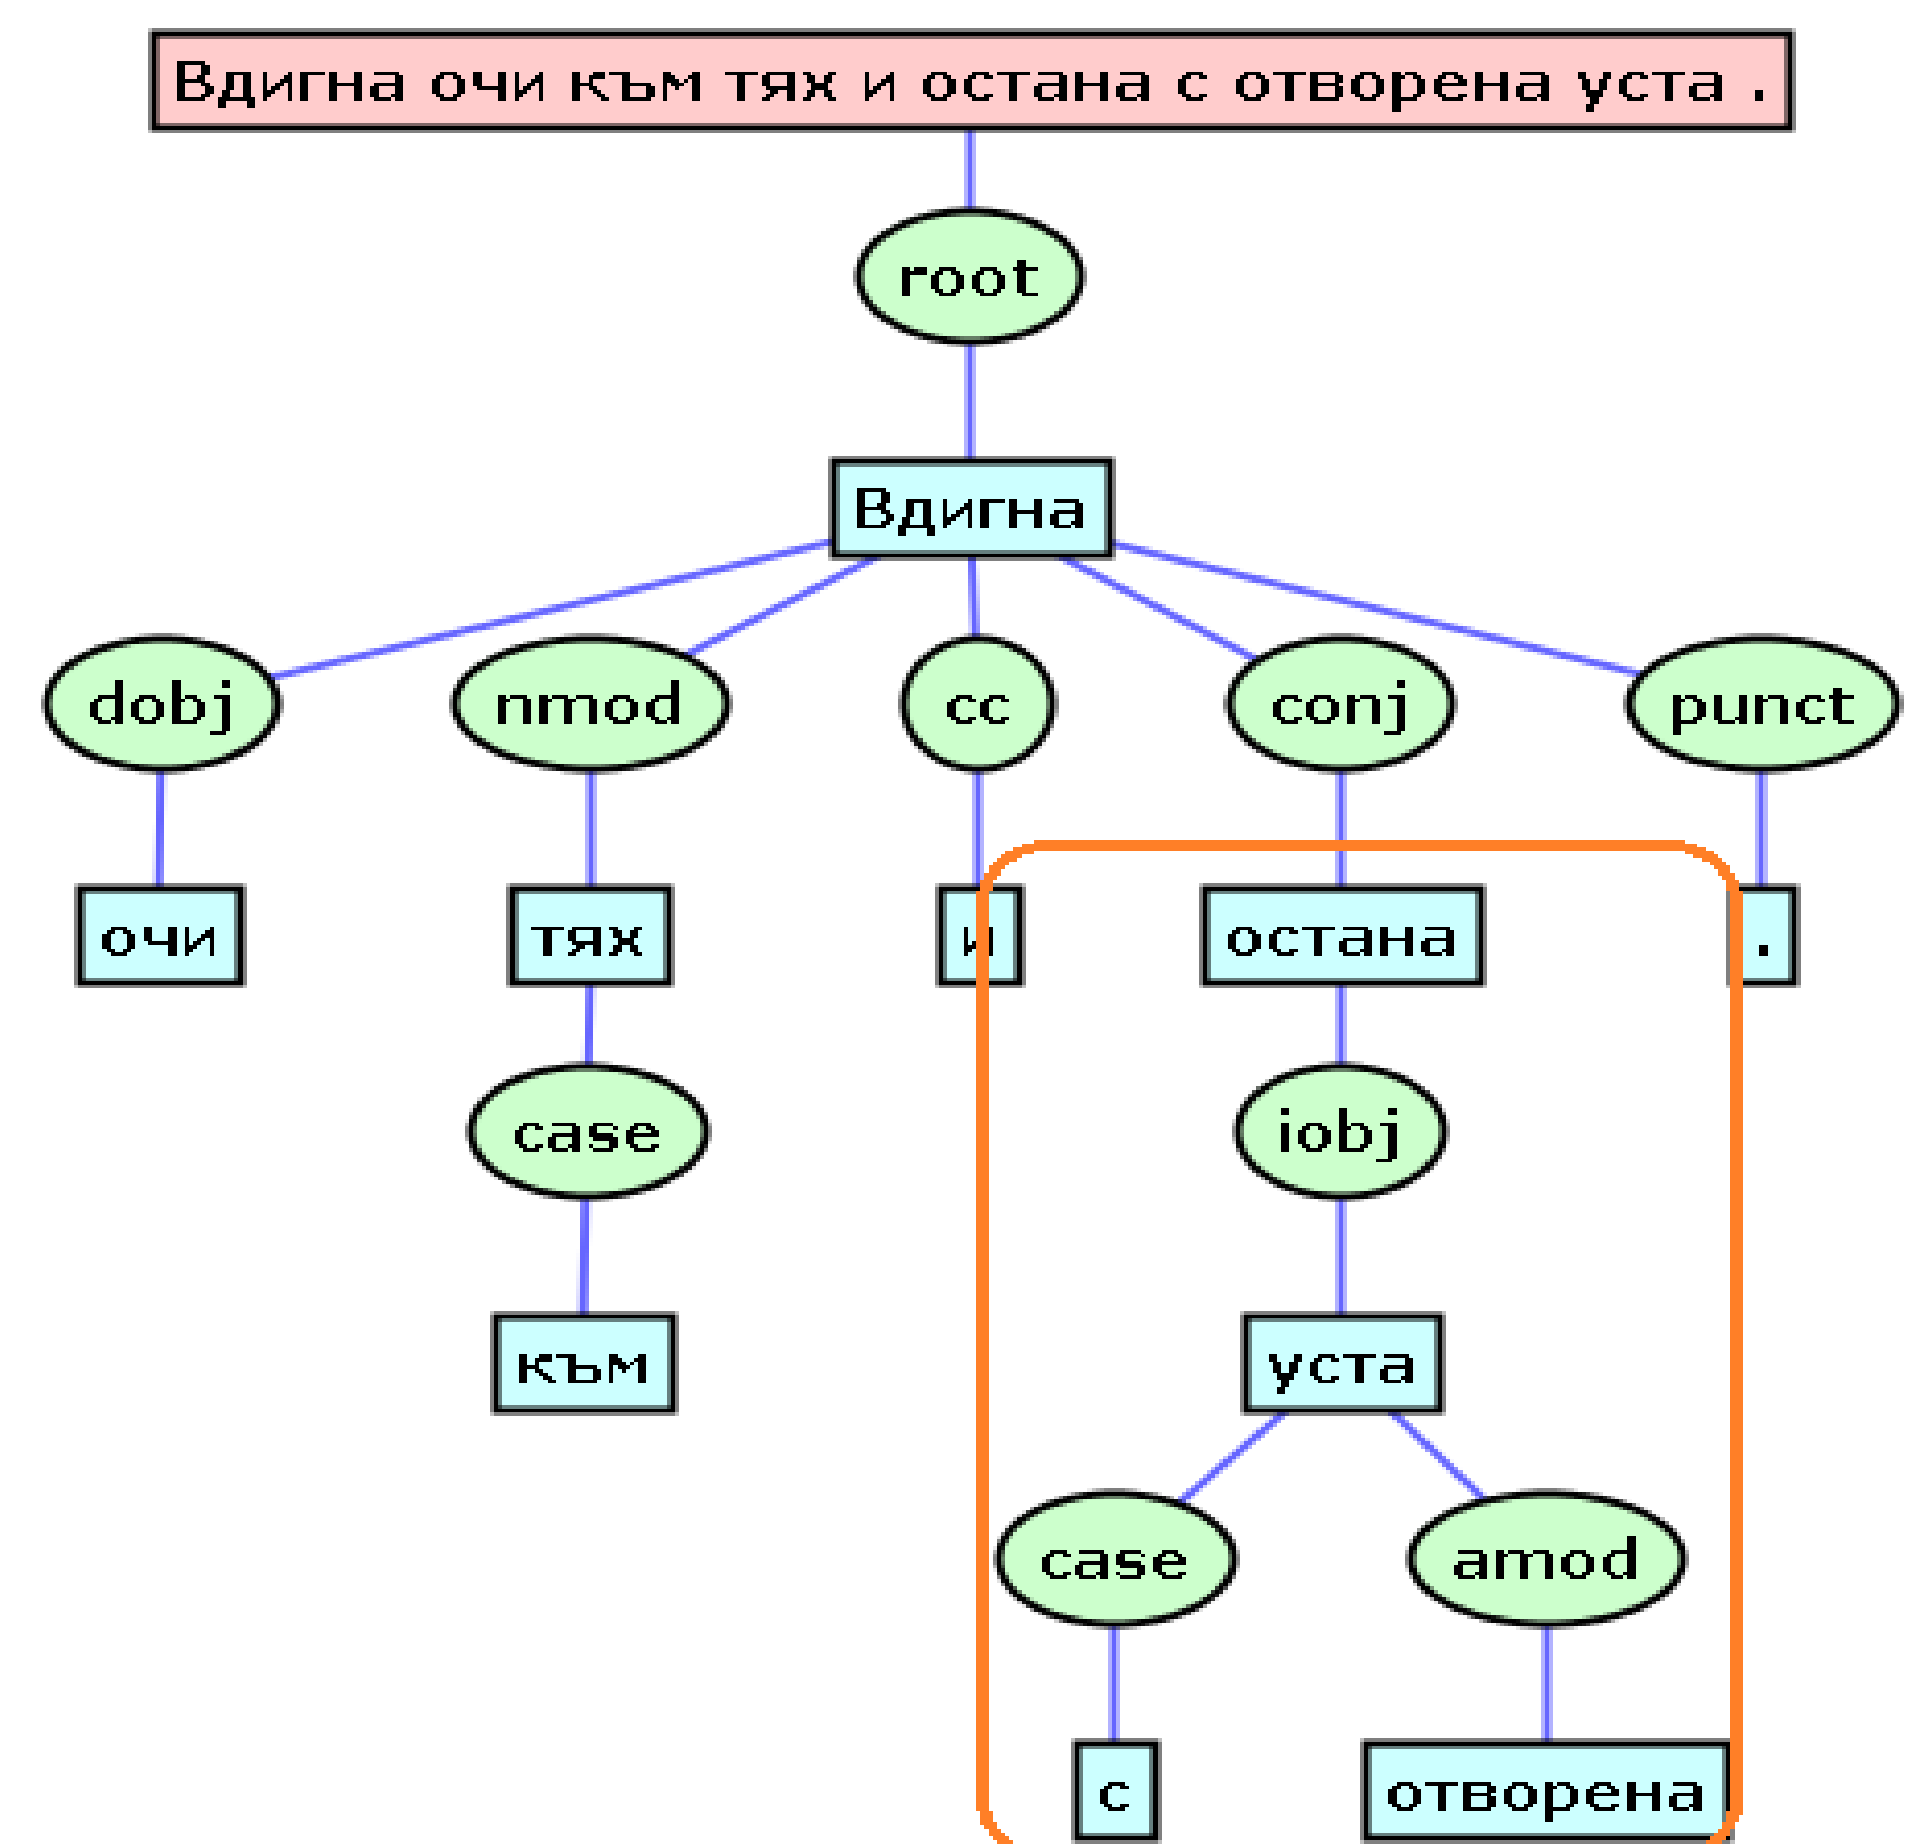 Вдигна очи към тях и остана с отворена уста .
root
Вдигна
dobj nmod cc conj punct
очи тях и остана .
case iobj
към уста
case amod
с отворена